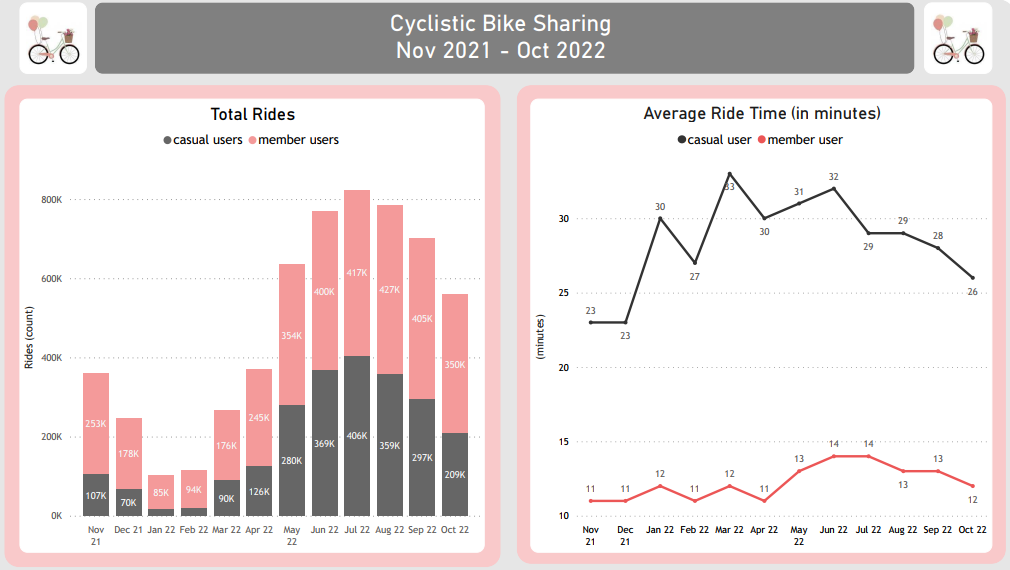 Cyclistic Bike Sharing
Nov 2021 - Oct 2022
Total Rides
casual users member users
800K
600K
400K
200K
0K
Rides (count)
253K
178K
85K
94K
176K
245K
354K
400K
417K
427K
405K
350K
107K
70K
90K
126K
280K
369K
406K
359K
297K
209K
Nov 21 Dec 21 Jan 22 Feb 22 Mar 22 Apr 22 May 22 Jun 22 Jul 22 Aug 22 Sep 22 Oct 22
Average Ride Time (in minutes)
casual user member user
30
25
20
15
10
(minutes)
23
23
30
27
33
30
31
32
29
29
28
26
11
11
12
11
12
11
13
14
14
13
13
12
Nov 21 Dec 21 Jan 22 Feb 22 Mar 22 Apr 22 May 22 Jun 22 Jul 22 Aug 22 Sep 22 Oct 22